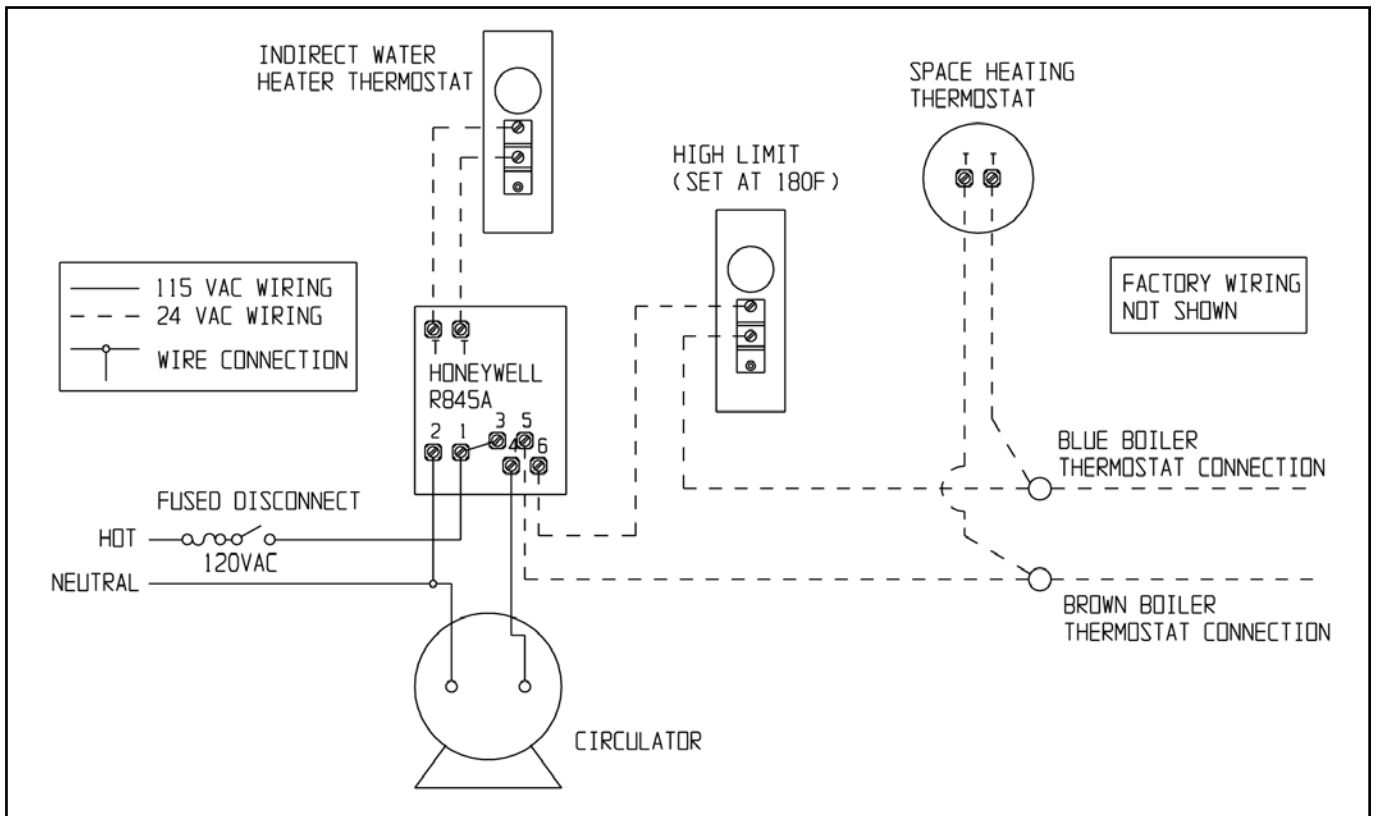 INDIRECT WATER
HEATER THERMOSTAT
SPACE HEATING
THERMOSTAT
T T
HIGH LIMIT
(SET AT 180F)
115 VAC WIRING
24 VAC WIRING
WIRE CONNECTION
FACTORY WIRING
NOT SHOWN
T T
HONEYWELL
R845A
3 5
2 1
4 6
BLUE BOILER
THERMOSTAT CONNECTION
FUSED DISCONNECT
HOT
120VAC
NEUTRAL
BROWN BOILER
THERMOSTAT CONNECTION
CIRCULATOR